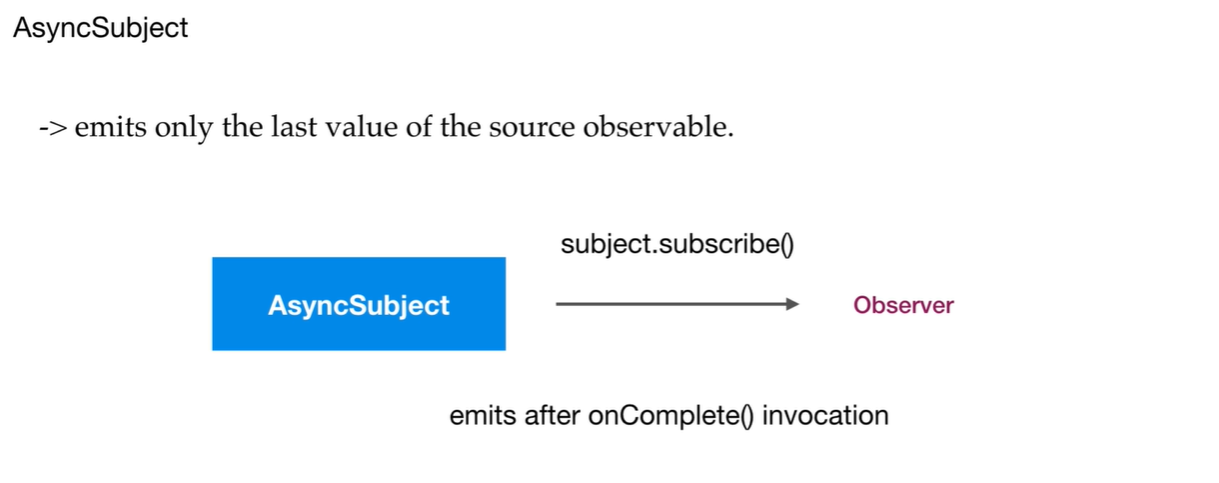 AsyncSubject
-> emits only the last value of the source observable.
subject.subscribe()
AsyncSubject
Observer
emits after onComplete() invocation